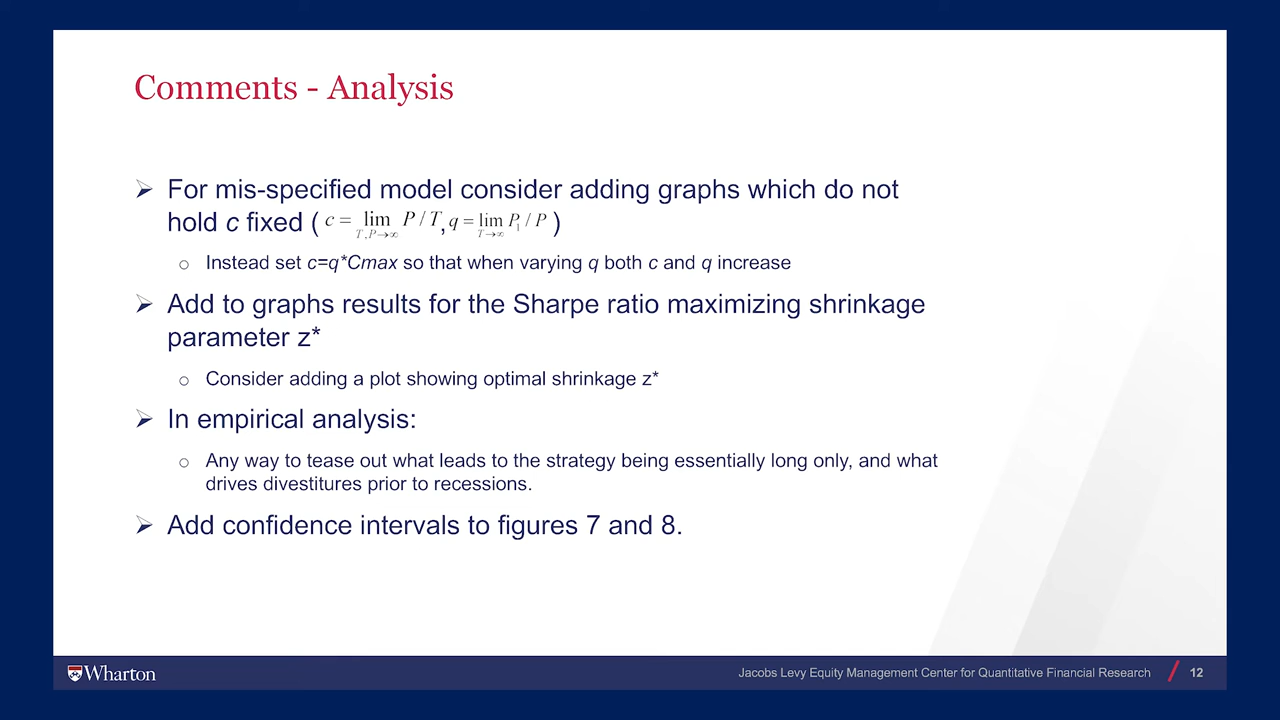 Comments - Analysis
➢ For mis-specified model consider adding graphs which do not
hold c fixed ( c = lim T,P→∞ P / T, q = lim T→∞ P₁ / P )
○ Instead set c=q*Cmax so that when varying q both c and q increase
➢ Add to graphs results for the Sharpe ratio maximizing shrinkage
parameter z*
○ Consider adding a plot showing optimal shrinkage z*
➢ In empirical analysis:
○ Any way to tease out what leads to the strategy being essentially long only, and what
drives divestitures prior to recessions.
➢ Add confidence intervals to figures 7 and 8.
Wharton
Jacobs Levy Equity Management Center for Quantitative Financial Research / 12